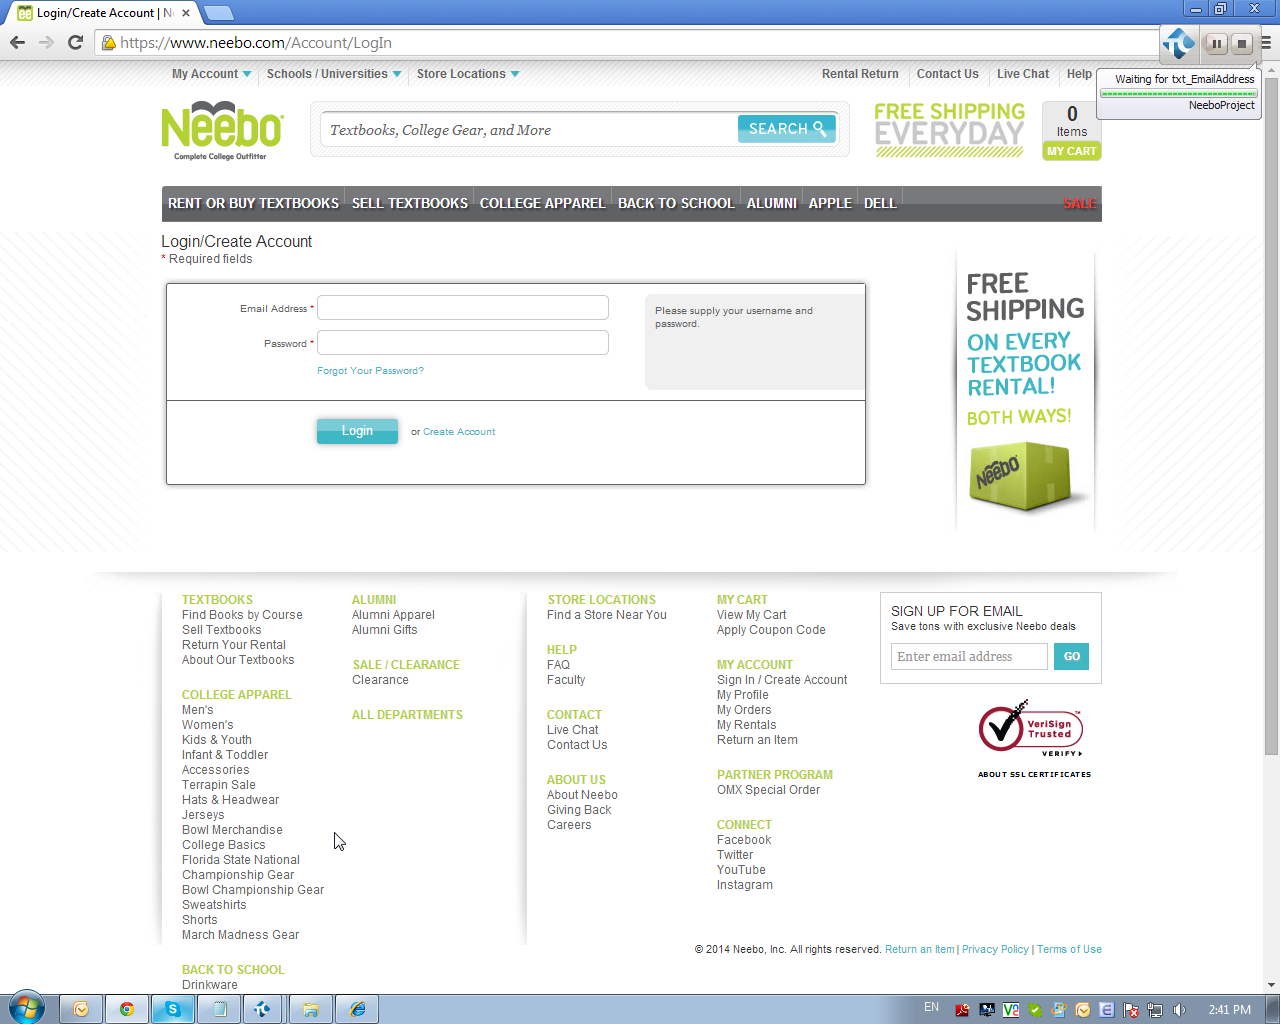 Login/Create Account | N
https://www.neebo.com/Account/LogIn
Waiting for txt_EmailAddress
NeeboProject
My Account
Schools / Universities
Store Locations
Rental Return
Contact Us
Live Chat
Help
Neebo
Complete College Outfitter
Textbooks, College Gear, and More
SEARCH
FREE SHIPPING
EVERYDAY
0
Items
MY CART
RENT OR BUY TEXTBOOKS
SELL TEXTBOOKS
COLLEGE APPAREL
BACK TO SCHOOL
ALUMNI
APPLE
DELL
SALE
Login/Create Account
* Required fields
Email Address *
Password *
Forgot Your Password?
Please supply your username and
password.
Login
or Create Account
FREE
SHIPPING
ON EVERY
TEXTBOOK
RENTAL!
BOTH WAYS!
Neebo
TEXTBOOKS
Find Books by Course
Sell Textbooks
Return Your Rental
About Our Textbooks
COLLEGE APPAREL
Men's
Women's
Kids & Youth
Infant & Toddler
Accessories
Terrapin Sale
Hats & Headwear
Jerseys
Bowl Merchandise
College Basics
Florida State National
Championship Gear
Bowl Championship Gear
Sweatshirts
Shorts
March Madness Gear
BACK TO SCHOOL
Drinkware
ALUMNI
Alumni Apparel
Alumni Gifts
SALE / CLEARANCE
Clearance
ALL DEPARTMENTS
STORE LOCATIONS
Find a Store Near You
HELP
FAQ
Faculty
CONTACT
Live Chat
Contact Us
ABOUT US
About Neebo
Giving Back
Careers
MY CART
View My Cart
Apply Coupon Code
MY ACCOUNT
Sign In / Create Account
My Profile
My Orders
My Rentals
Return an Item
PARTNER PROGRAM
OMX Special Order
CONNECT
Facebook
Twitter
YouTube
Instagram
SIGN UP FOR EMAIL
Save tons with exclusive Neebo deals
Enter email address
GO
VeriSign
Trusted
VERIFY
ABOUT SSL CERTIFICATES
© 2014 Neebo, Inc. All rights reserved. Return an Item | Privacy Policy | Terms of Use
EN
2:41 PM